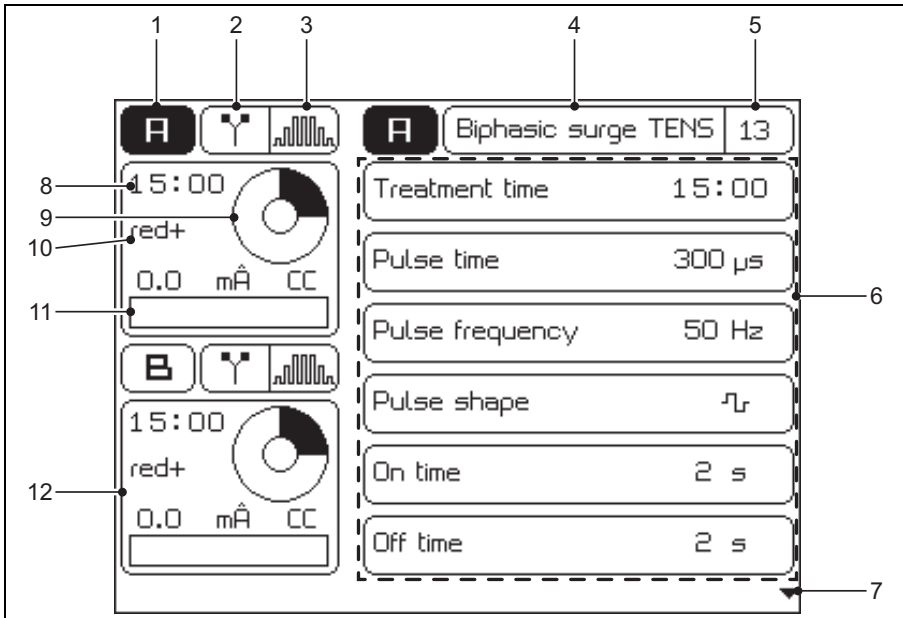 1 2 3 4 5
A A Biphasic surge TENS 13
8 15:00 Treatment time 15:00
9
10 red+ Pulse time 300 µs
0.0 mÂ CC 6
11 Pulse frequency 50 Hz
B
15:00 Pulse shape
red+ On time 2 s
12
0.0 mÂ CC Off time 2 s
7